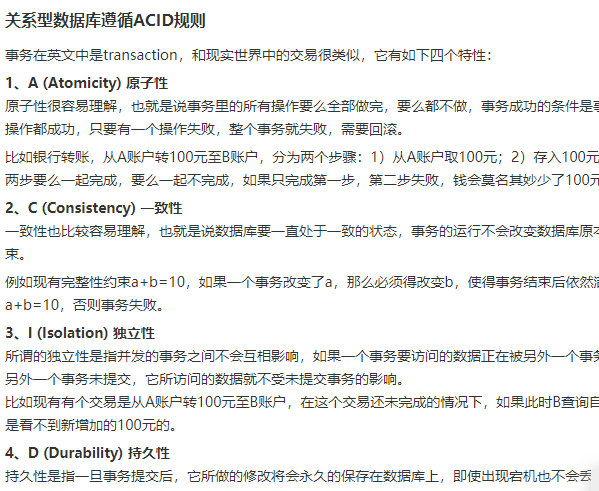 关系型数据库遵循ACID规则
事务在英文中是transaction，和现实世界中的交易很类似，它有如下四个特性：
1、A (Atomicity) 原子性
原子性很容易理解，也就是说事务里的所有操作要么全部做完，要么都不做，事务成功的条件是事
操作都成功，只要有一个操作失败，整个事务就失败，需要回滚。
比如银行转账，从A账户转100元至B账户，分为两个步骤：1）从A账户取100元；2）存入100元
两步要么一起完成，要么一起不完成，如果只完成第一步，第二步失败，钱会莫名其妙少了100元
2、C (Consistency) 一致性
一致性也比较容易理解，也就是说数据库要一直处于一致的状态，事务的运行不会改变数据库原本
束。
例如现有完整性约束a+b=10，如果一个事务改变了a，那么必须得改变b，使得事务结束后依然满
a+b=10，否则事务失败。
3、I (Isolation) 独立性
所谓的独立性是指并发的事务之间不会互相影响，如果一个事务要访问的数据正在被另外一个事务
另外一个事务未提交，它所访问的数据就不受未提交事务的影响。
比如现有有个交易是从A账户转100元至B账户，在这个交易还未完成的情况下，如果此时B查询自
是看不到新增加的100元的。
4、D (Durability) 持久性
持久性是指一旦事务提交后，它所做的修改将会永久的保存在数据库上，即使出现宕机也不会丢